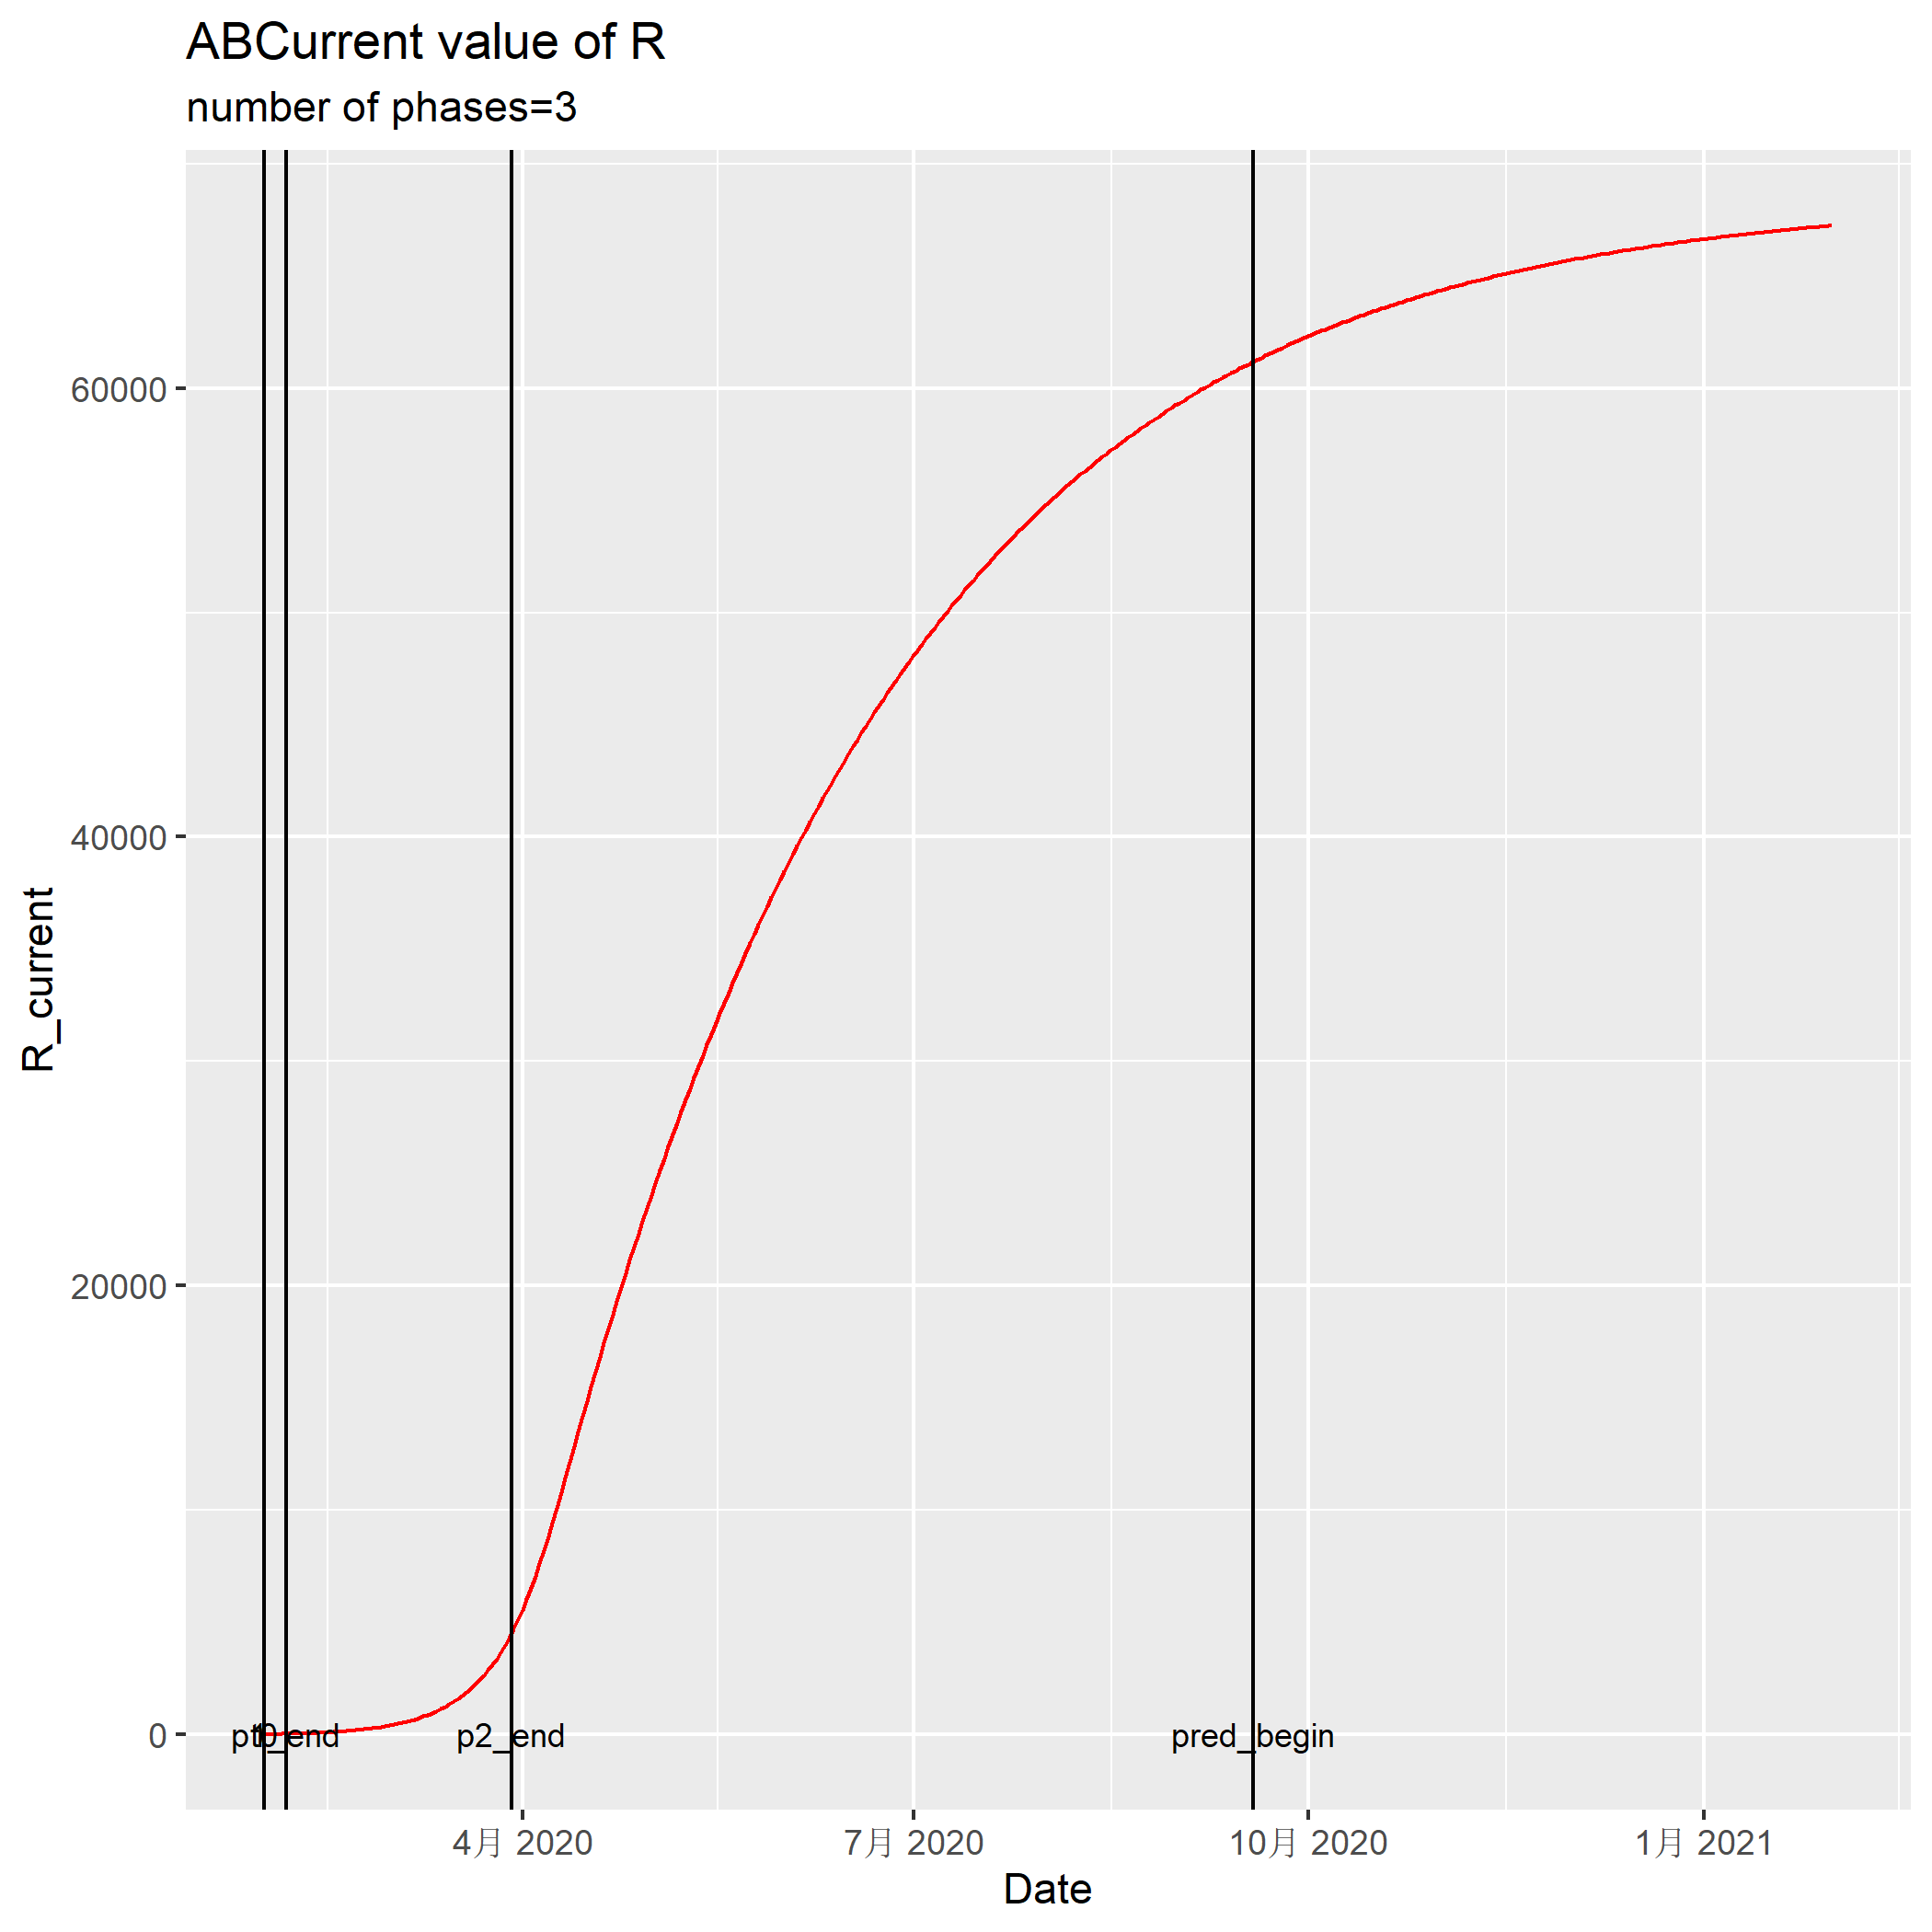 ABCurrent value of R
number of phases=3
R_current
60000
40000
20000
0
p2_end
pred_begin
4月 2020
7月 2020
10月 2020
1月 2021
Date